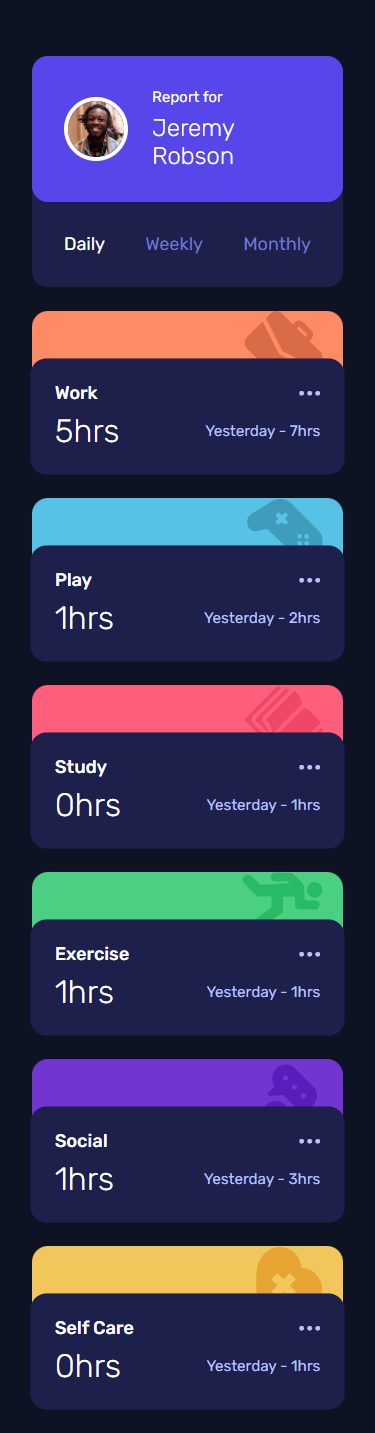 Report for
Jeremy
Robson
Daily Weekly Monthly
Work
5hrs Yesterday - 7hrs
Play
1hrs Yesterday - 2hrs
Study
0hrs Yesterday - 1hrs
Exercise
1hrs Yesterday - 1hrs
Social
1hrs Yesterday - 3hrs
Self Care
0hrs Yesterday - 1hrs